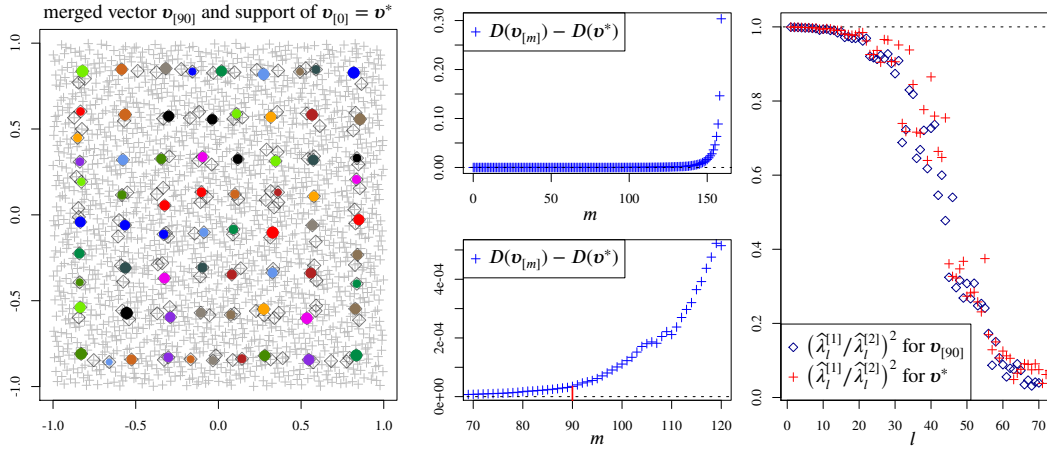 merged vector 𝝊[90] and support of 𝝊[0] = 𝝊*
1.0
0.5
0.0
-0.5
-1.0
-1.0 -0.5 0.0 0.5 1.0
D(𝝊[m]) − D(𝝊*)
0.30
0.20
0.10
0.00
0 50 100 150
m
D(𝝊[m]) − D(𝝊*)
4e-04
2e-04
0e+00
70 80 90 100 110 120
m
1.0
0.8
0.6
0.4
0.2
0.0
(λ̂_l^[1]/λ̂_l^[2])² for 𝝊[90]
(λ̂_l^[1]/λ̂_l^[2])² for 𝝊*
0 10 20 30 40 50 60 70
l